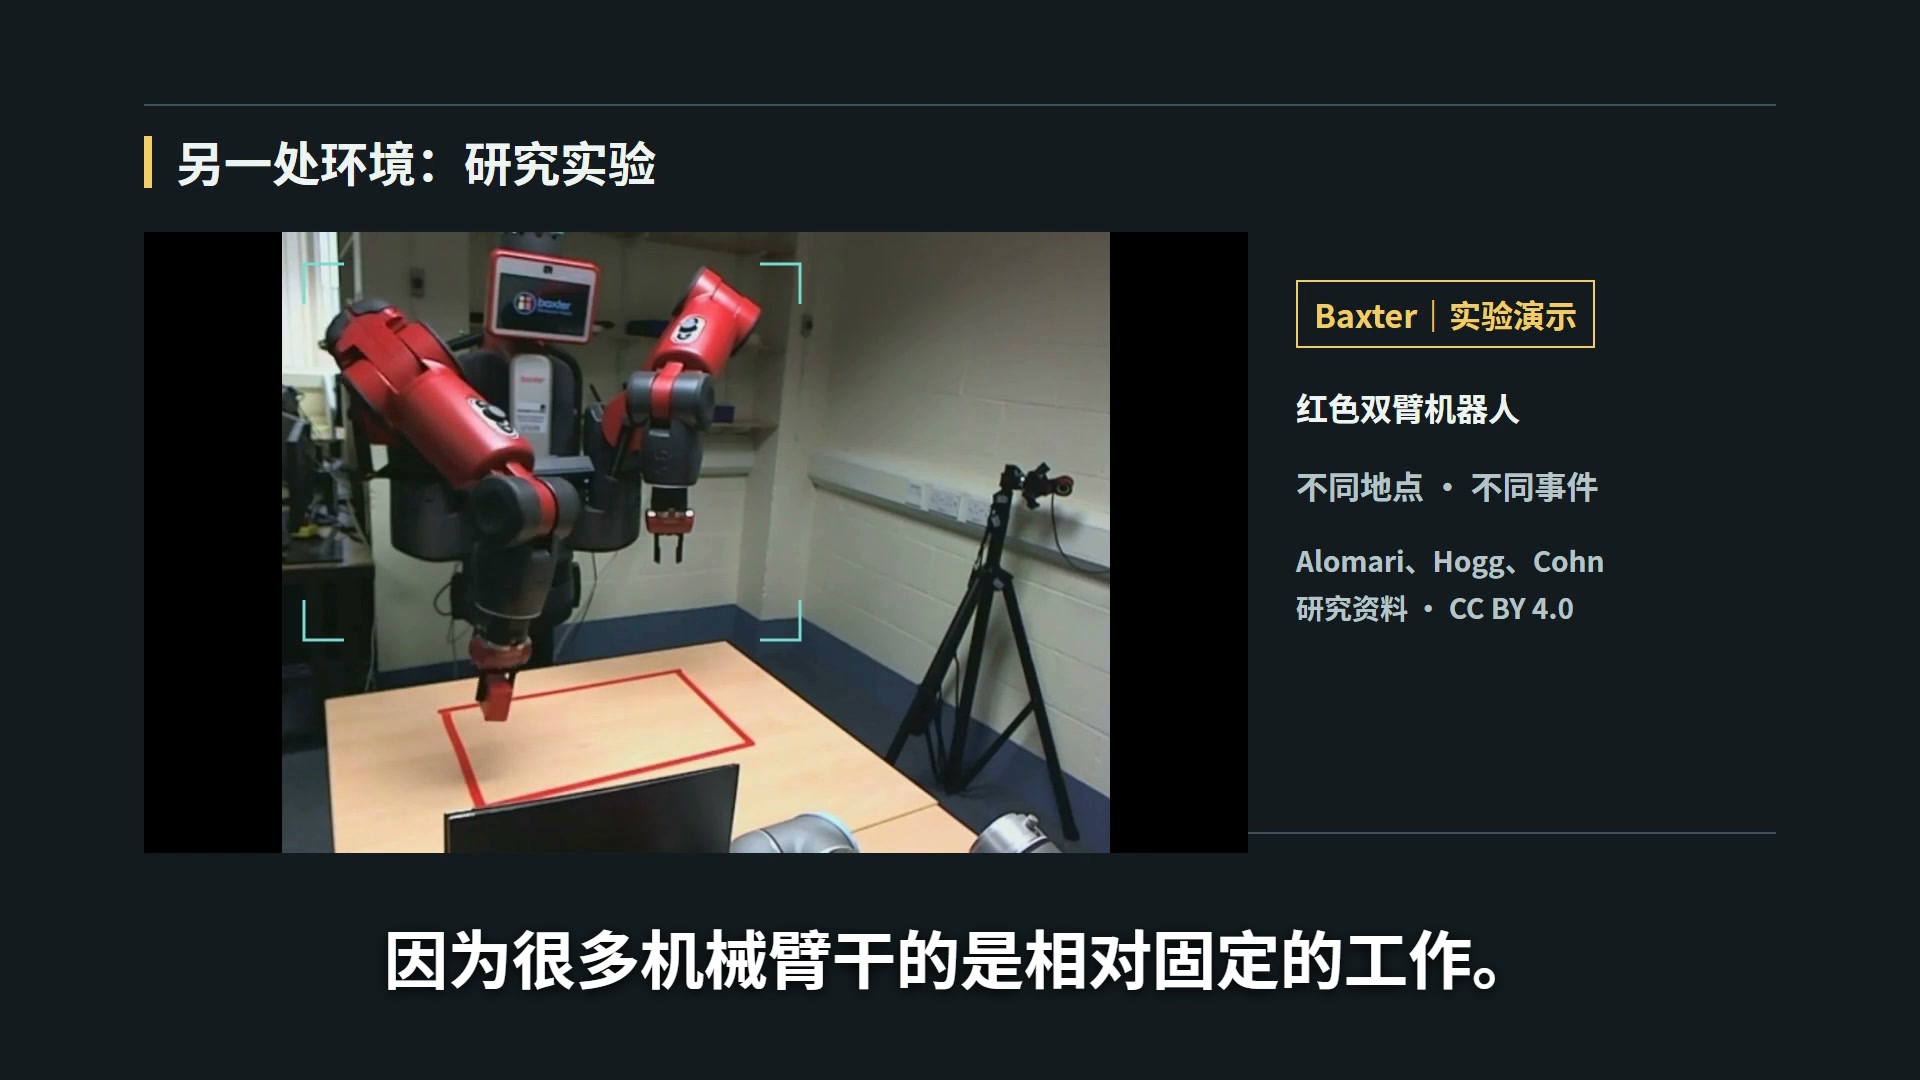 另一处环境：研究实验
baxter
Baxter｜实验演示
红色双臂机器人
不同地点 · 不同事件
Alomari、Hogg、Cohn
研究资料 · CC BY 4.0
因为很多机械臂干的是相对固定的工作。